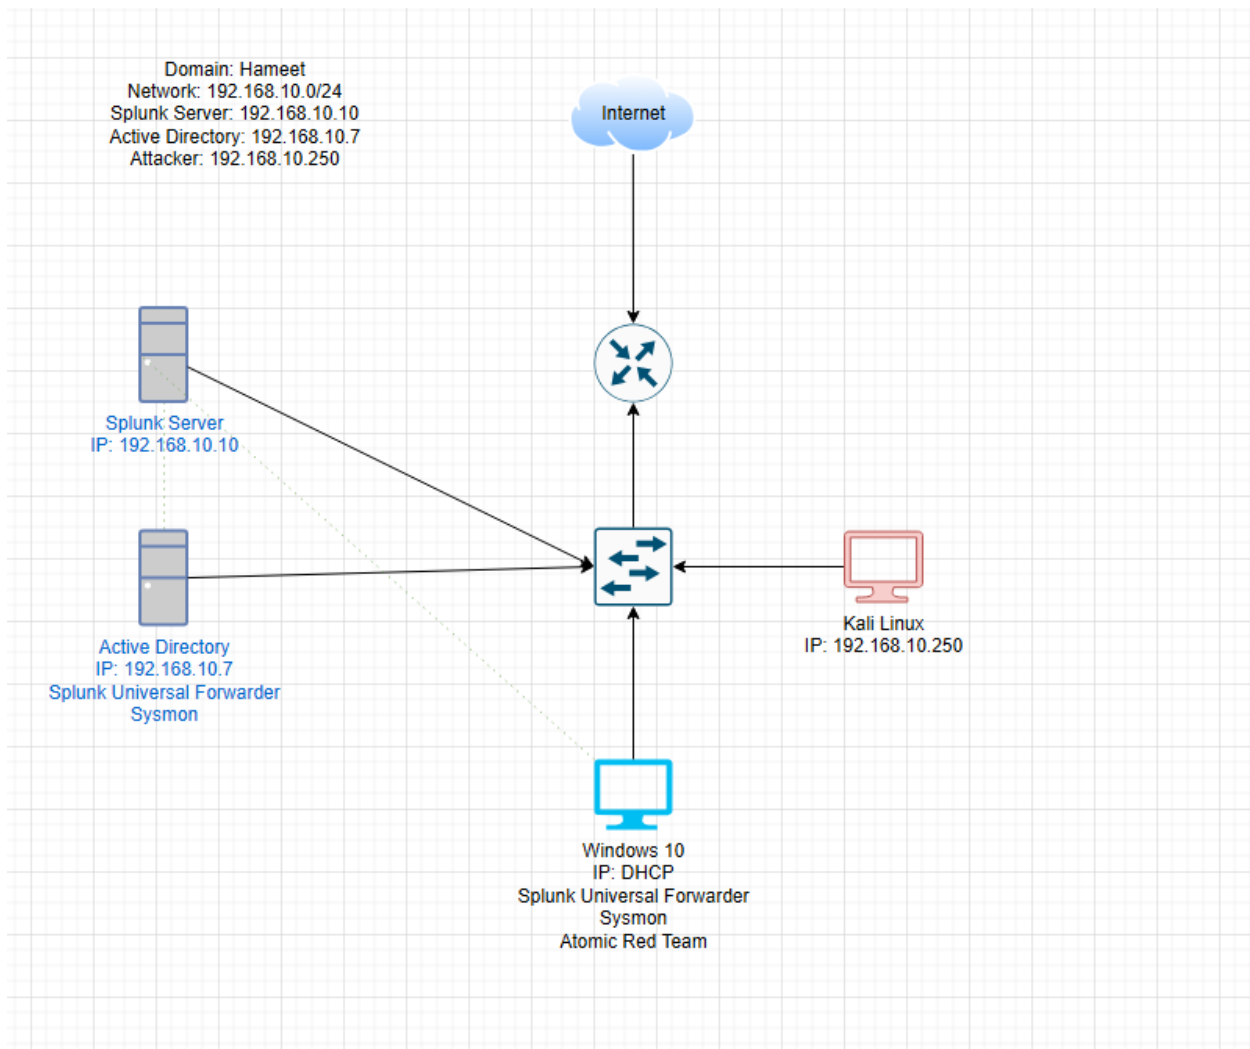 Domain: Hameet
Network: 192.168.10.0/24
Splunk Server: 192.168.10.10
Active Directory: 192.168.10.7
Attacker: 192.168.10.250
Internet
Splunk Server
IP: 192.168.10.10
Active Directory
IP: 192.168.10.7
Splunk Universal Forwarder
Sysmon
Kali Linux
IP: 192.168.10.250
Windows 10
IP: DHCP
Splunk Universal Forwarder
Sysmon
Atomic Red Team